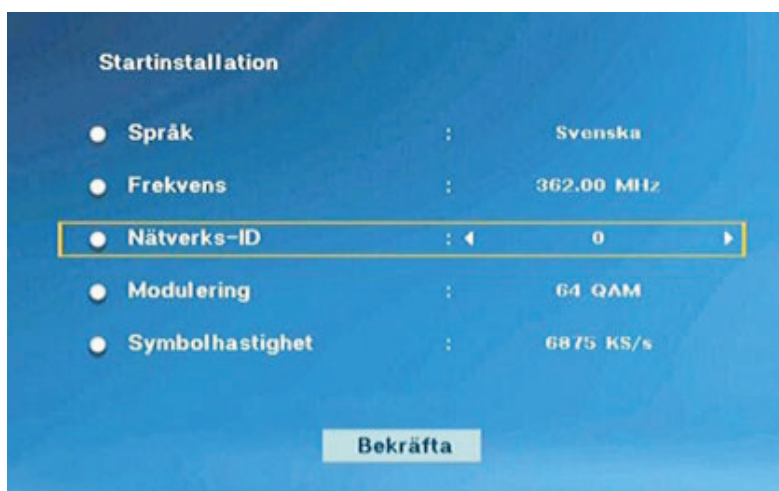 Startinstallation
Språk : Svenska
Frekvens : 362.00 MHz
Nätverks-ID : 0
Modulering : 64 QAM
Symbolhastighet : 6875 KS/s
Bekräfta